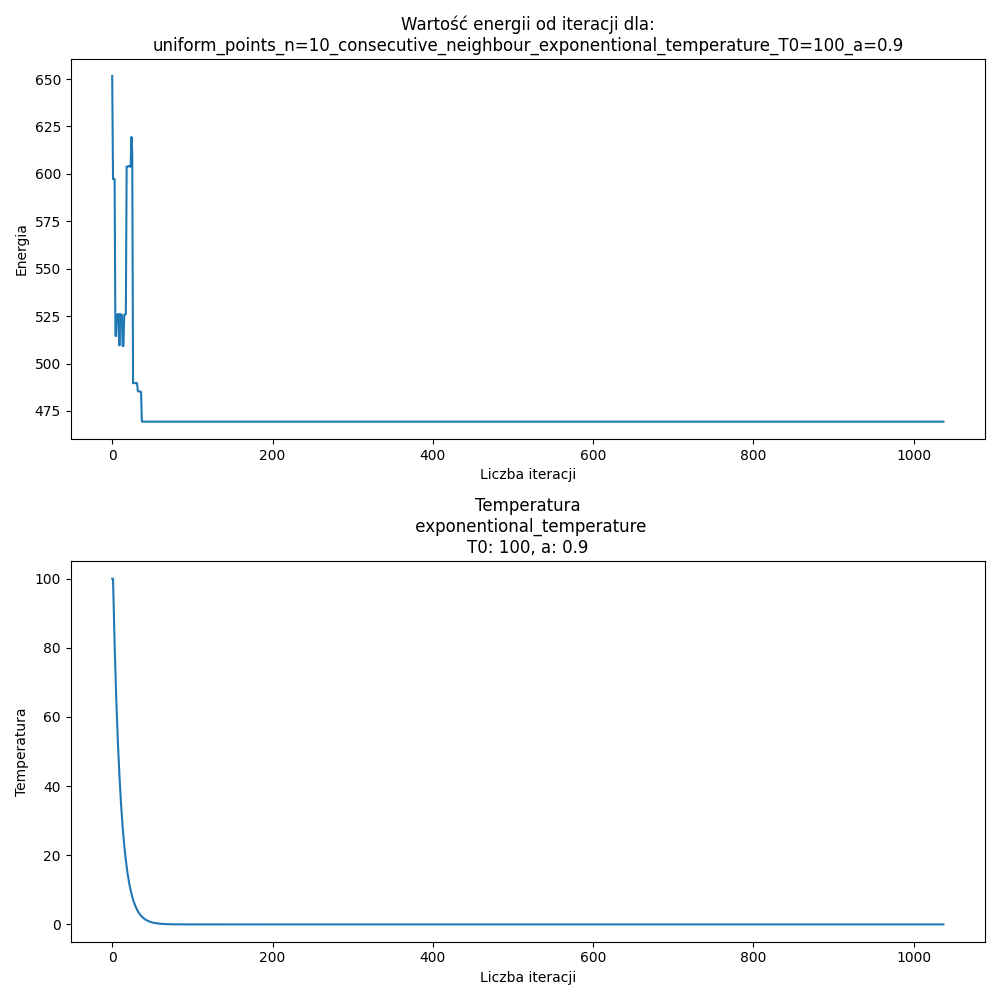 Wartość energii od iteracji dla:
uniform_points_n=10_consecutive_neighbour_exponentional_temperature_T0=100_a=0.9
650
625
600
575
550
525
500
475
Energia
0 200 400 600 800 1000
Liczba iteracji
Temperatura
exponentional_temperature
T0: 100, a: 0.9
100
80
60
40
20
0
Temperatura
0 200 400 600 800 1000
Liczba iteracji